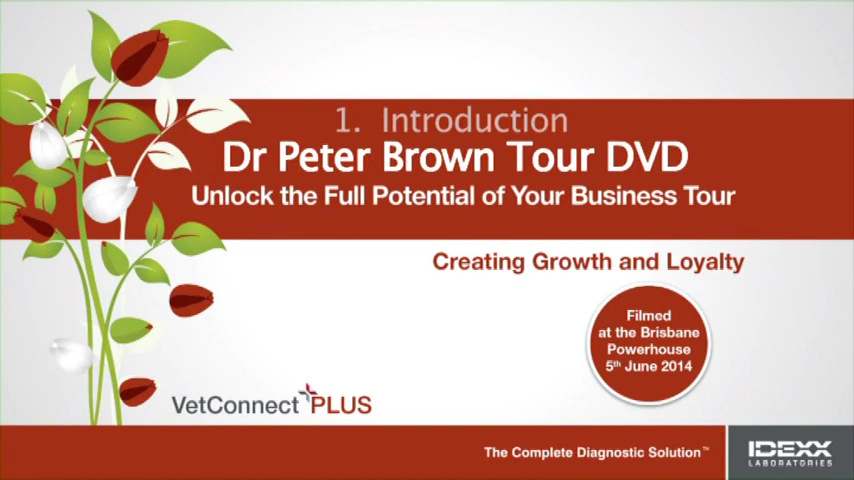 1. Introduction
Dr Peter Brown Tour DVD
Unlock the Full Potential of Your Business Tour
Creating Growth and Loyalty
Filmed
at the Brisbane
Powerhouse
5th June 2014
VetConnect PLUS
The Complete Diagnostic Solution™
IDEXX
LABORATORIES